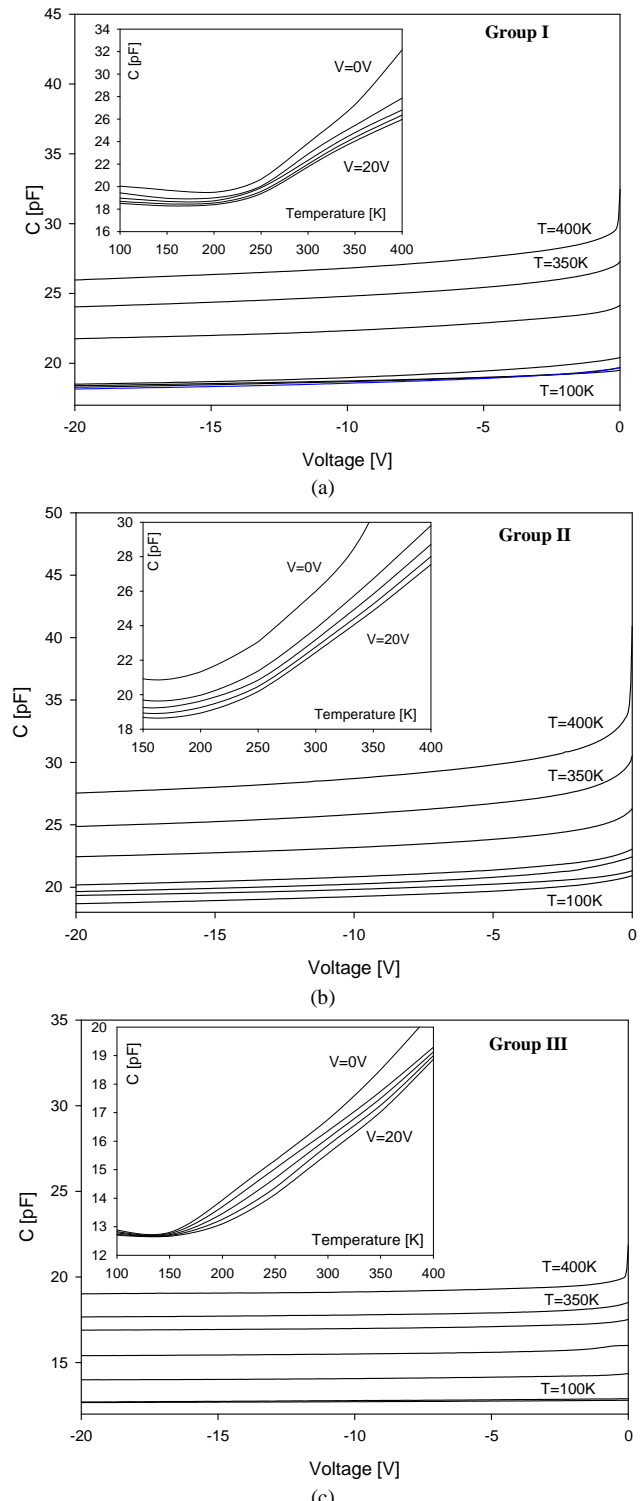 Group I
C [pF]
45
40
35
30
25
20
C [pF]
34
32
30
28
26
24
22
20
18
16
V=0V
V=20V
Temperature [K]
100 150 200 250 300 350 400
T=400K
T=350K
T=100K
-20 -15 -10 -5 0
Voltage [V]
(a)
Group II
C [pF]
50
45
40
35
30
25
20
C [pF]
30
28
26
24
22
20
18
V=0V
V=20V
Temperature [K]
150 200 250 300 350 400
T=400K
T=350K
T=100K
-20 -15 -10 -5 0
Voltage [V]
(b)
Group III
C [pF]
35
30
25
20
15
C [pF]
20
19
18
17
16
15
14
13
12
V=0V
V=20V
Temperature [K]
100 150 200 250 300 350 400
T=400K
T=350K
T=100K
-20 -15 -10 -5 0
Voltage [V]
(c)